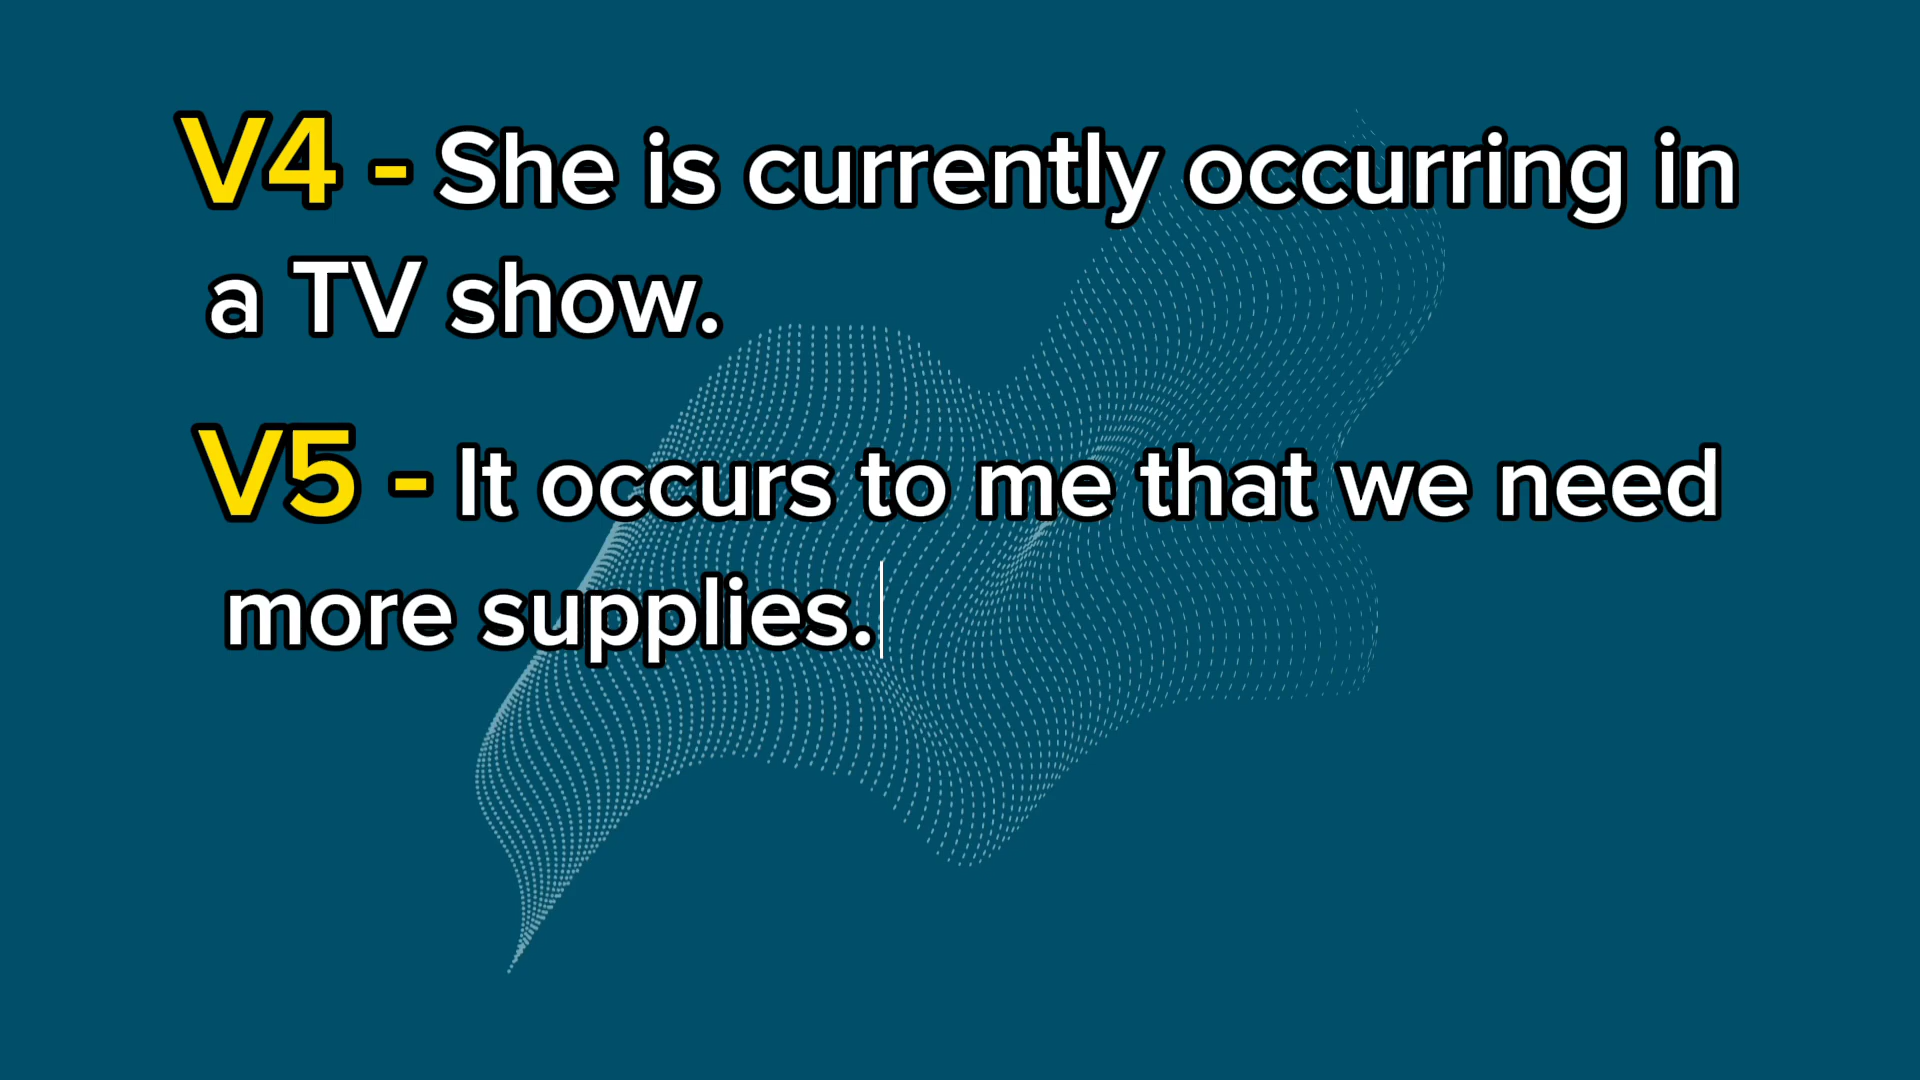 V4 - She is currently occurring in
a TV show.
V5 - It occurs to me that we need
more supplies.